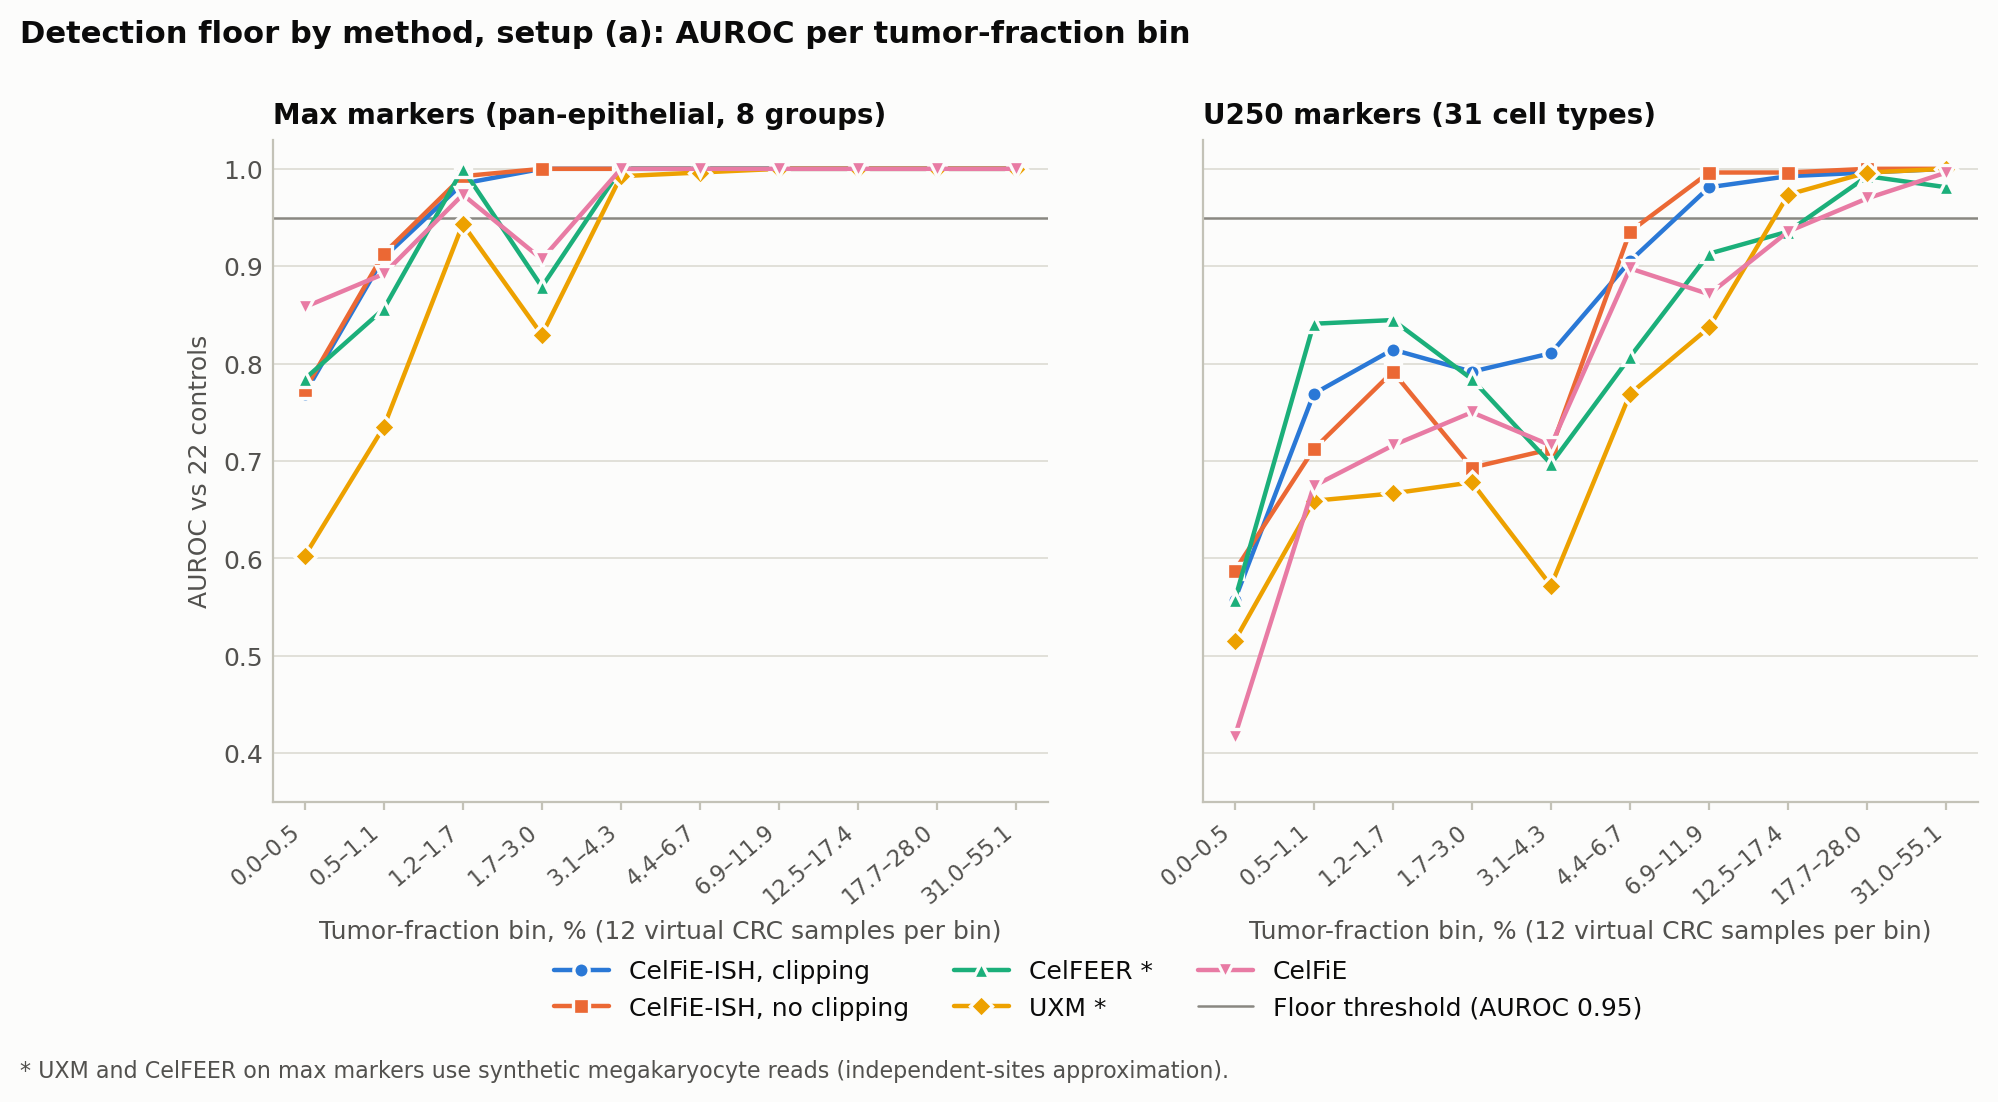 Detection floor by method, setup (a): AUROC per tumor-fraction bin
Max markers (pan-epithelial, 8 groups)
AUROC vs 22 controls
1.0
0.9
0.8
0.7
0.6
0.5
0.4
0.0–0.5
0.5–1.1
1.2–1.7
1.7–3.0
3.1–4.3
4.4–6.7
6.9–11.9
12.5–17.4
17.7–28.0
31.0–55.1
Tumor-fraction bin, % (12 virtual CRC samples per bin)
U250 markers (31 cell types)
0.0–0.5
0.5–1.1
1.2–1.7
1.7–3.0
3.1–4.3
4.4–6.7
6.9–11.9
12.5–17.4
17.7–28.0
31.0–55.1
Tumor-fraction bin, % (12 virtual CRC samples per bin)
CelFiE-ISH, clipping
CelFiE-ISH, no clipping
CelFEER *
UXM *
CelFiE
Floor threshold (AUROC 0.95)
* UXM and CelFEER on max markers use synthetic megakaryocyte reads (independent-sites approximation).